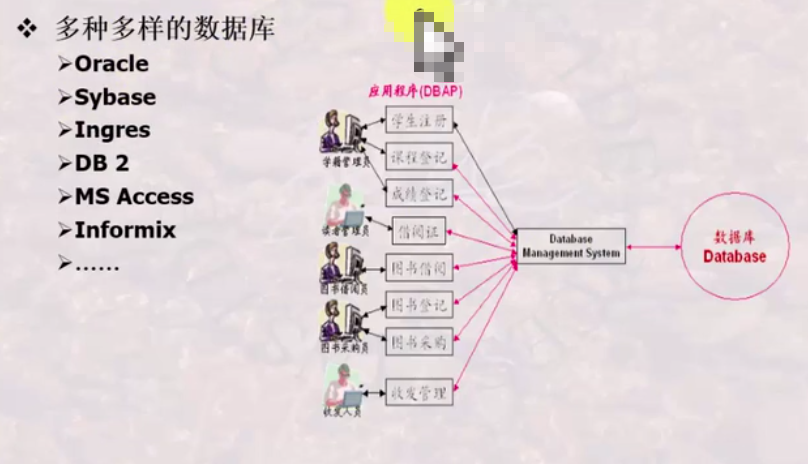 ❖ 多种多样的数据库
➢Oracle
➢Sybase
➢Ingres
➢DB 2
➢MS Access
➢Informix
➢……
应用程序(DBAP)
学生注册
课程登记
学籍管理员
成绩登记
借阅证
读者管理员
图书借阅
图书借阅员
图书登记
图书采购
图书采购员
收发管理
收发人员
Database
Management System
数据库
Database